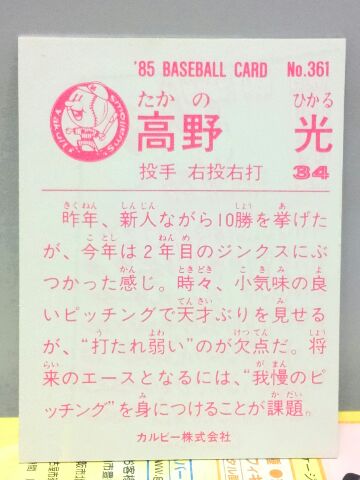 '85 BASEBALL CARD No.361
たかの ひかる
高野 光
投手 右投右打 34
昨年、新人ながら10勝を挙げた
が、今年は2年目のジンクスにぶ
つかった感じ。時々、小気味の良
いピッチングで天才ぶりを見せる
が、“打たれ弱い”のが欠点だ。将
来のエースとなるには、“我慢のピ
ッチング”を身につけることが課題。
カルビー株式会社